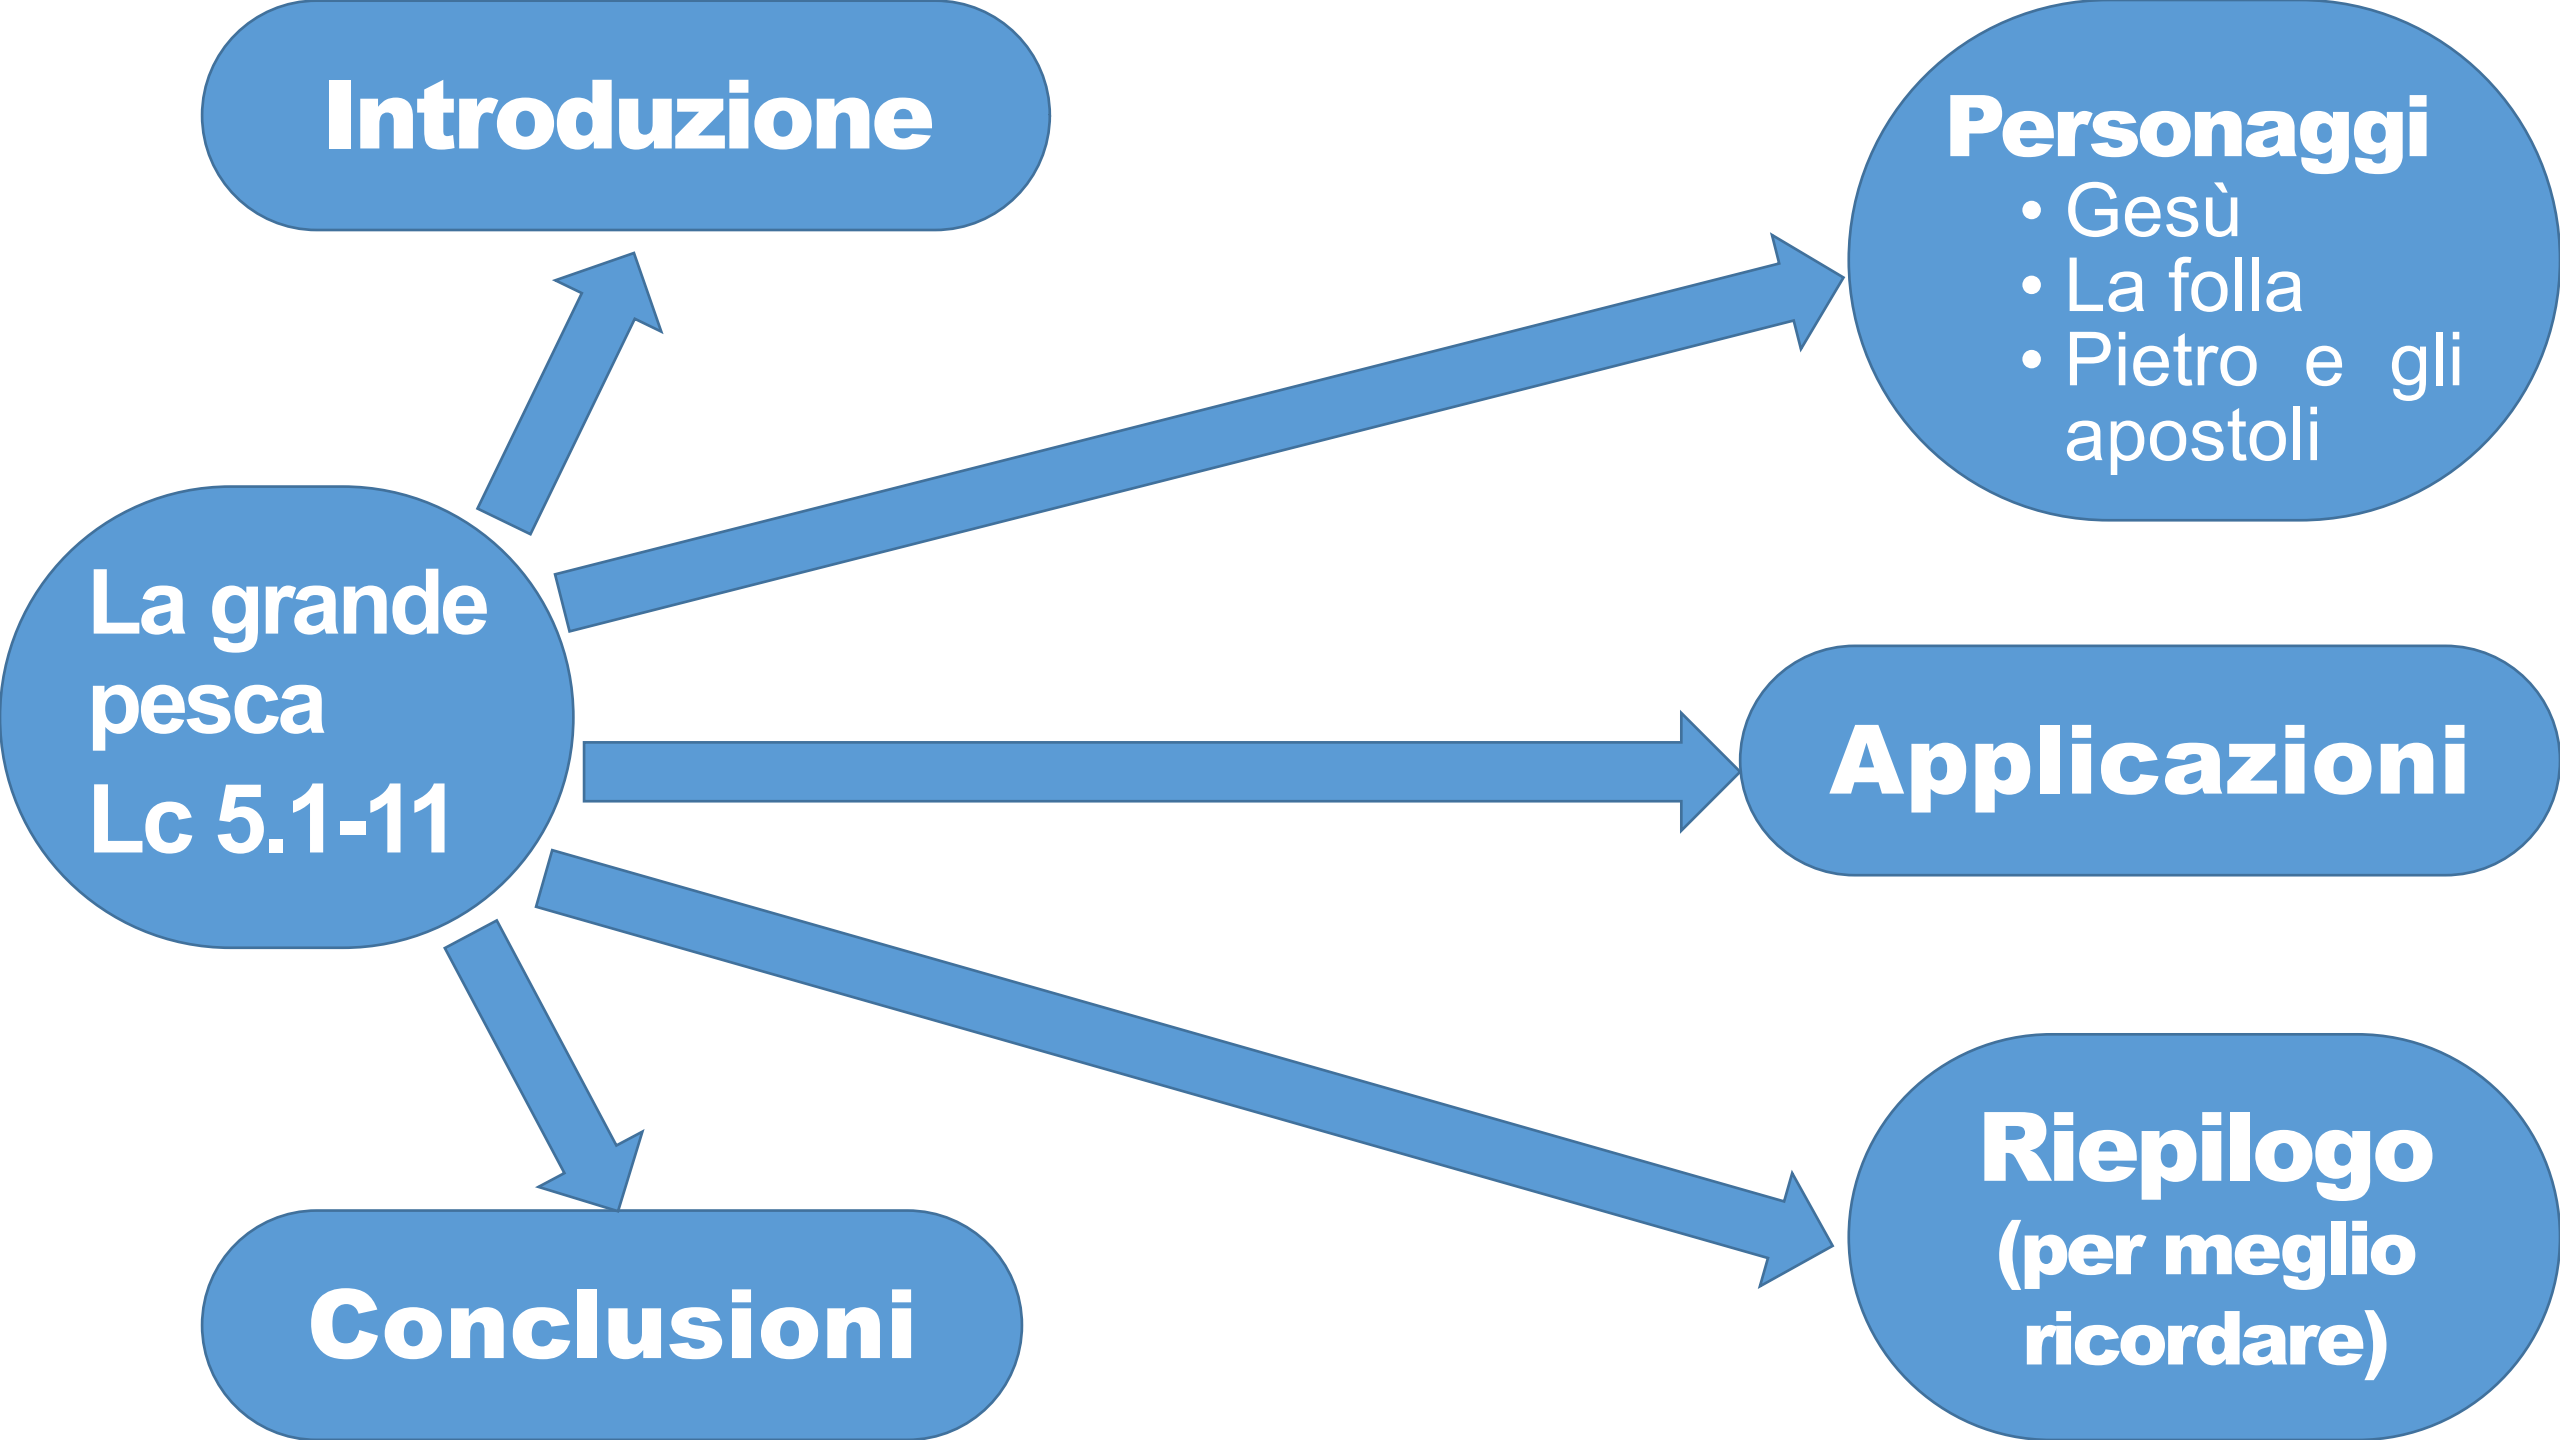 Introduzione
Personaggi
• Gesù
• La folla
• Pietro e gli
apostoli
La grande
pesca
Lc 5.1-11
Applicazioni
Riepilogo
(per meglio
ricordare)
Conclusioni